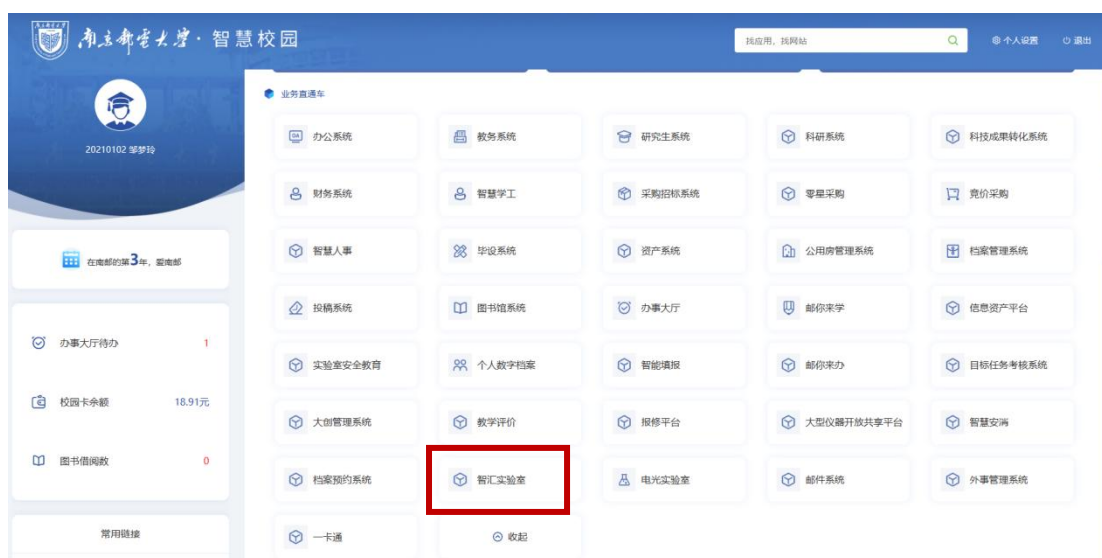 南京邮电大学·智慧校园
找应用、找网站
个人设置
退出
20210102 邹梦玲
在南邮的第3年，爱南邮
办事大厅待办 1
校园卡余额 18.91元
图书借阅数 0
常用链接
业务直通车
办公系统 教务系统 研究生系统 科研系统 科技成果转化系统
财务系统 智慧学工 采购招标系统 零星采购 竞价采购
智慧人事 毕设系统 资产系统 公用房管理系统 档案管理系统
投稿系统 图书馆系统 办事大厅 邮你来学 信息资产平台
实验室安全教育 个人数字档案 智能填报 邮你来办 目标任务考核系统
大创管理系统 教学评价 报修平台 大型仪器开放共享平台 智慧安消
档案预约系统 智汇实验室 电光实验室 邮件系统 外事管理系统
一卡通 收起